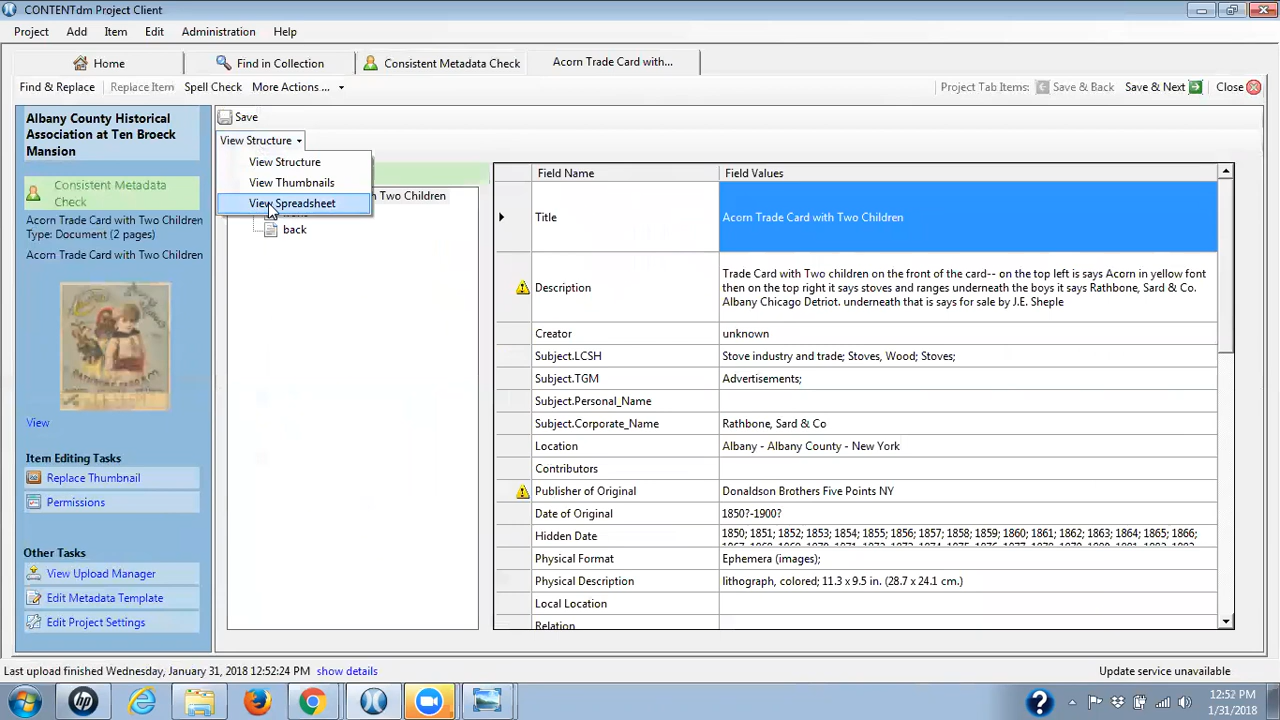 CONTENTdm Project Client
Project Add Item Edit Administration Help
Home Find in Collection Consistent Metadata Check Acorn Trade Card with...
Find & Replace Replace Item Spell Check More Actions ... Project Tab Items: Save & Back Save & Next Close
Albany County Historical
Association at Ten Broeck
Mansion
Consistent Metadata
Check
Acorn Trade Card with Two Children
Type: Document (2 pages)
Acorn Trade Card with Two Children
View
Item Editing Tasks
Replace Thumbnail
Permissions
Other Tasks
View Upload Manager
Edit Metadata Template
Edit Project Settings
Save
View Structure
View Structure
View Thumbnails
View Spreadsheet
h Two Children
back
Field Name Field Values
Title Acorn Trade Card with Two Children
Description Trade Card with Two children on the front of the card-- on the top left is says Acorn in yellow font
then on the top right it says stoves and ranges underneath the boys it says Rathbone, Sard & Co.
Albany Chicago Detriot. underneath that is says for sale by J.E. Sheple
Creator unknown
Subject.LCSH Stove industry and trade; Stoves, Wood; Stoves;
Subject.TGM Advertisements;
Subject.Personal_Name
Subject.Corporate_Name Rathbone, Sard & Co
Location Albany - Albany County - New York
Contributors
Publisher of Original Donaldson Brothers Five Points NY
Date of Original 1850?-1900?
Hidden Date 1850; 1851; 1852; 1853; 1854; 1855; 1856; 1857; 1858; 1859; 1860; 1861; 1862; 1863; 1864; 1865; 1866;
Physical Format Ephemera (images);
Physical Description lithograph, colored; 11.3 x 9.5 in. (28.7 x 24.1 cm.)
Local Location
Relation
Last upload finished Wednesday, January 31, 2018 12:52:24 PM show details Update service unavailable
12:52 PM
1/31/2018